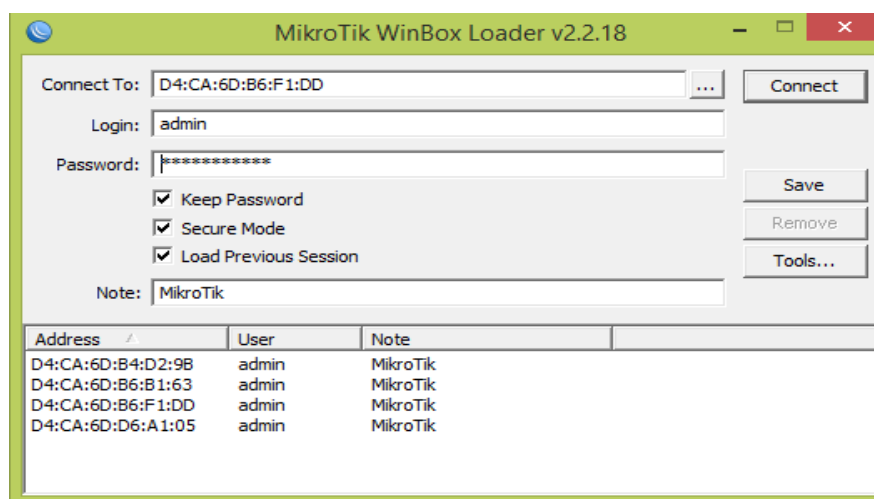 MikroTik WinBox Loader v2.2.18
Connect To: D4:CA:6D:B6:F1:DD ... Connect
Login: admin
Password: ***********
Keep Password Save
Secure Mode Remove
Load Previous Session Tools...
Note: MikroTik
Address User Note
D4:CA:6D:B4:D2:9B admin MikroTik
D4:CA:6D:B6:B1:63 admin MikroTik
D4:CA:6D:B6:F1:DD admin MikroTik
D4:CA:6D:D6:A1:05 admin MikroTik